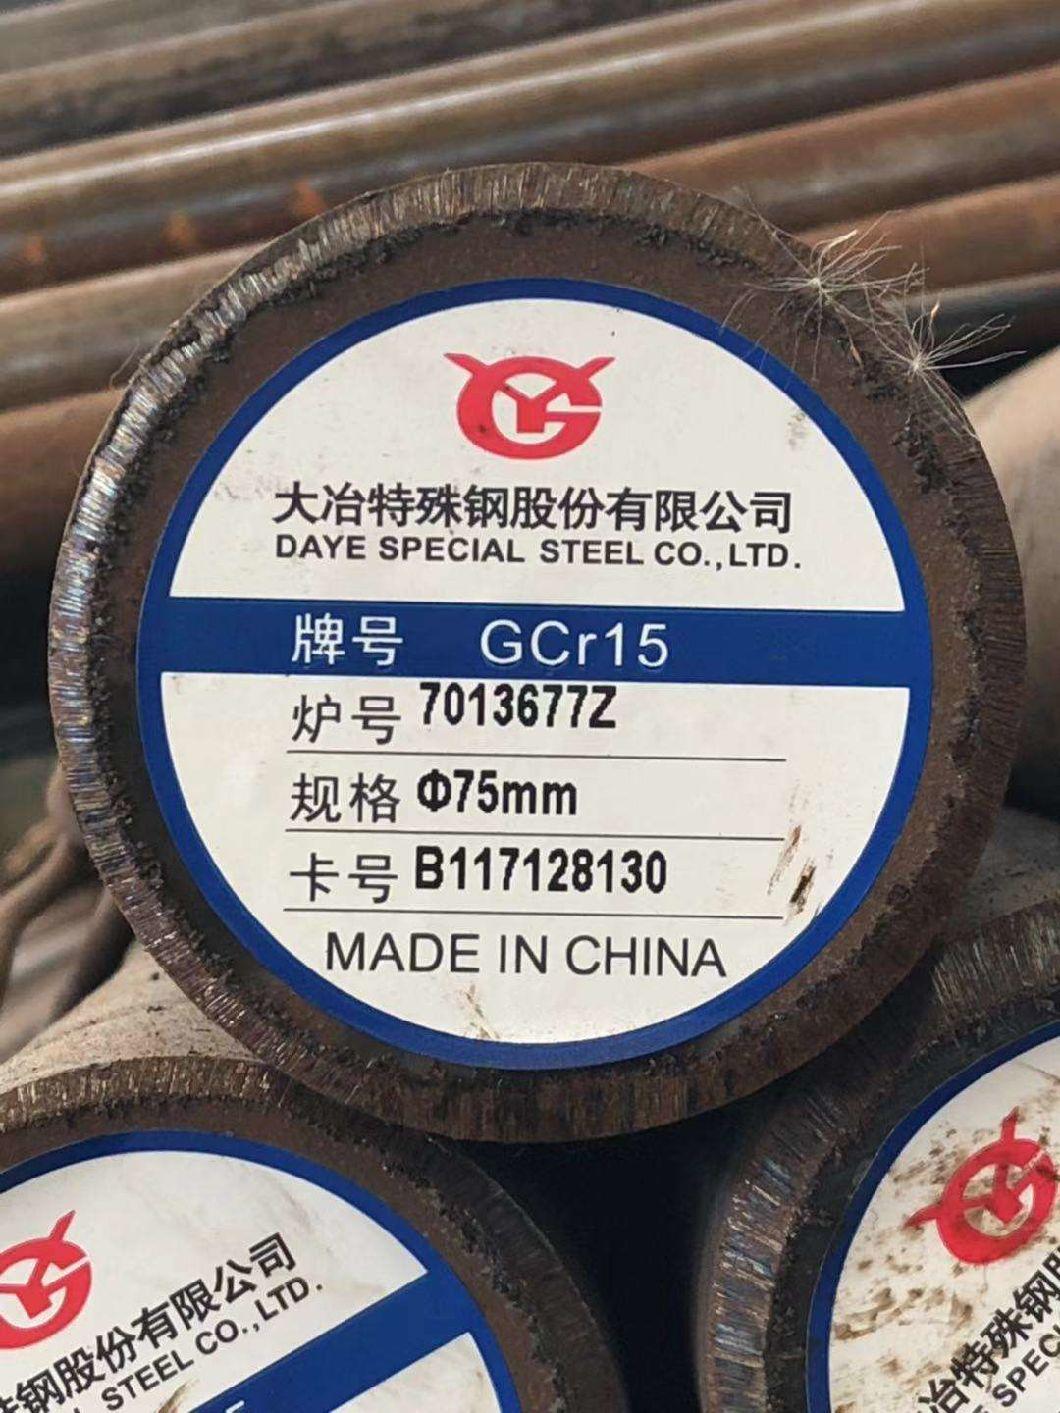 大冶特殊钢股份有限公司
DAYE SPECIAL STEEL CO.,LTD.
牌号 GCr15
炉号 7013677Z
规格 Φ75mm
卡号 B117128130
MADE IN CHINA
钢股份有限公司
STEEL CO.,LTD.
冶特殊钢
SPEC